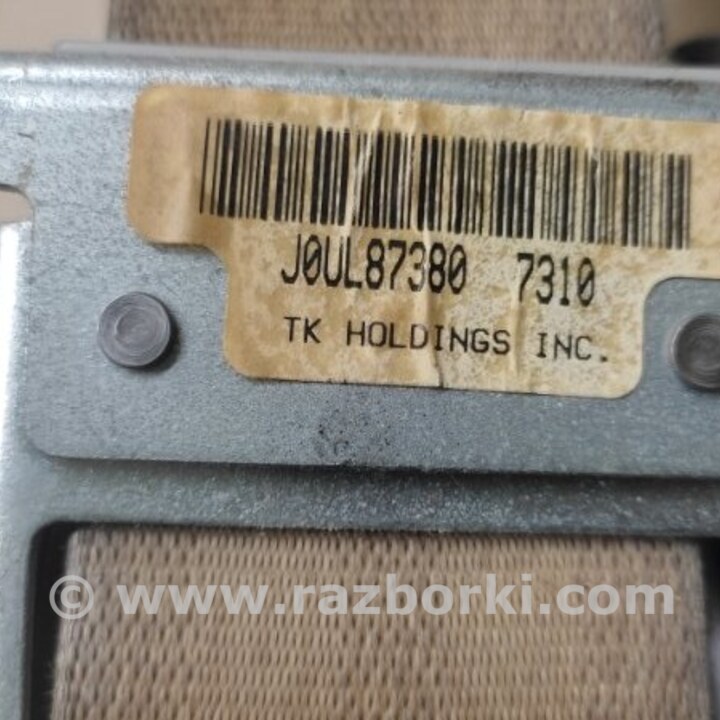 J0UL87380 7310
TK HOLDINGS INC.
© www.razborki.com